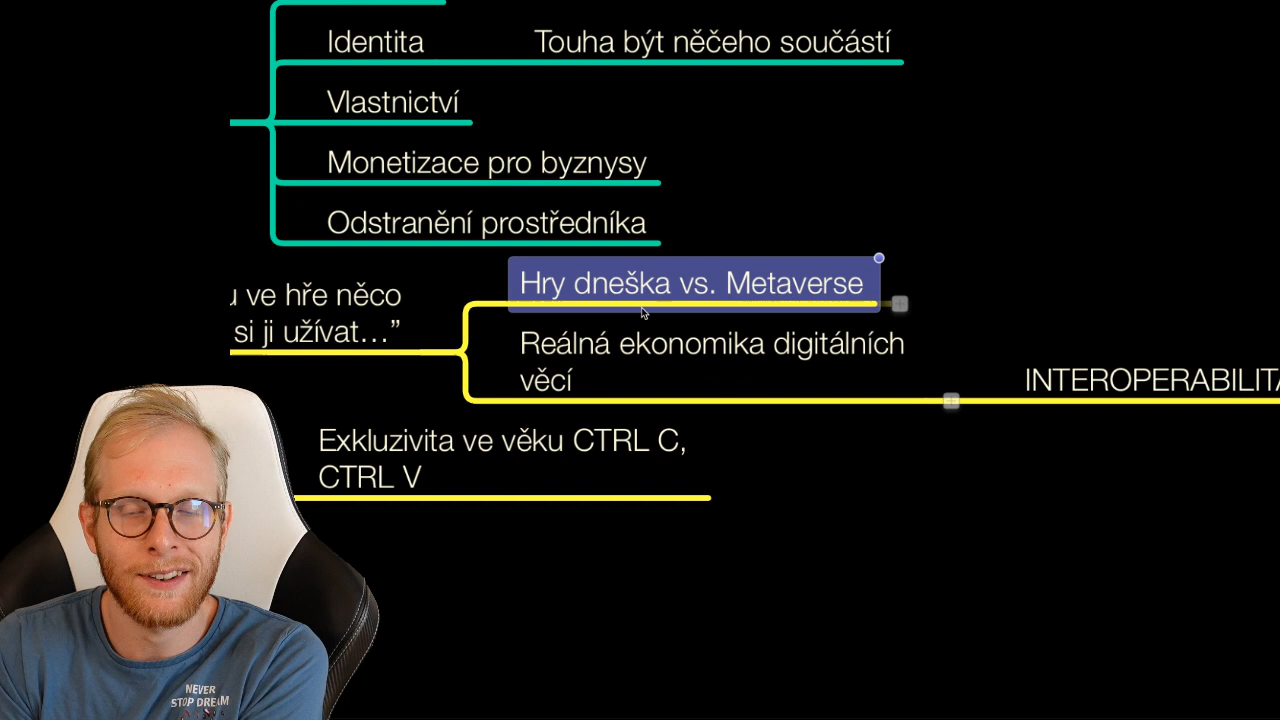 Identita
Touha být něčeho součástí
Vlastnictví
Monetizace pro byznysy
Odstranění prostředníka
ve hře něco
si ji užívat…”
Hry dneška vs. Metaverse
Reálná ekonomika digitálních
věcí
INTEROPERABILITA
Exkluzivita ve věku CTRL C,
CTRL V
NEVER
STOP DREAM